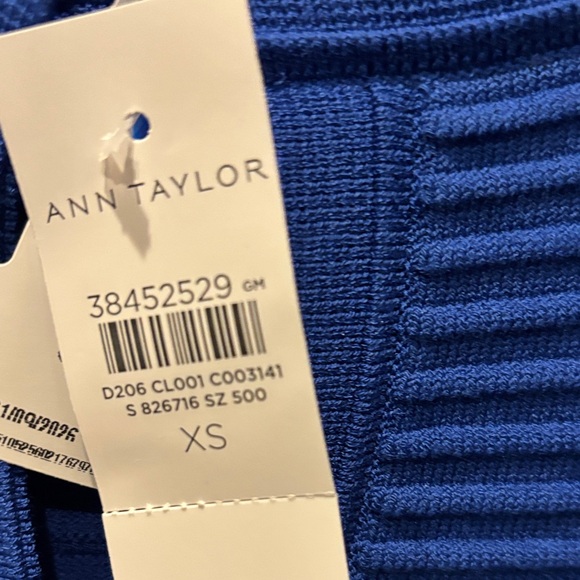 ANN TAYLOR
38452529 GM
D206 CL001 C003141
S 826716 SZ 500
XS